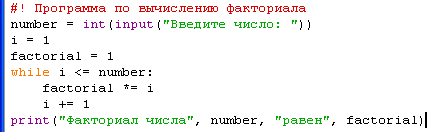 #! Программа по вычислению факториала
number = int(input("Введите число: "))
i = 1
factorial = 1
while i <= number:
    factorial *= i
    i += 1
print("Факториал числа", number, "равен", factorial)